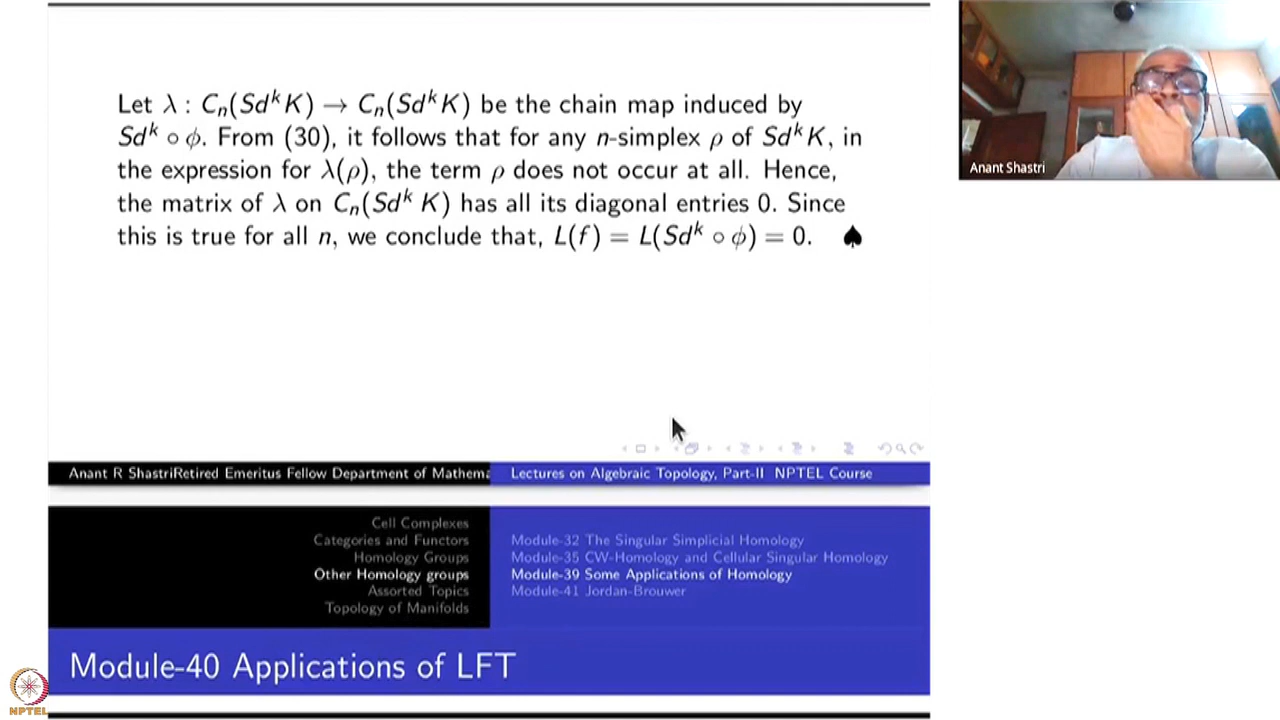 Let λ : Cₙ(Sdᵏ K) → Cₙ(Sdᵏ K) be the chain map induced by
Sdᵏ ∘ ϕ. From (30), it follows that for any n-simplex ρ of Sdᵏ K, in
the expression for λ(ρ), the term ρ does not occur at all. Hence,
the matrix of λ on Cₙ(Sdᵏ K) has all its diagonal entries 0. Since
this is true for all n, we conclude that, L(f) = L(Sdᵏ ∘ ϕ) = 0. ♠
Anant Shastri
Anant R ShastriRetired Emeritus Fellow Department of Mathema
Lectures on Algebraic Topology, Part-II NPTEL Course
Cell Complexes
Categories and Functors
Homology Groups
Other Homology groups
Assorted Topics
Topology of Manifolds
Module-32 The Singular Simplicial Homology
Module-35 CW-Homology and Cellular Singular Homology
Module-39 Some Applications of Homology
Module-41 Jordan-Brouwer
Module-40 Applications of LFT
NPTEL